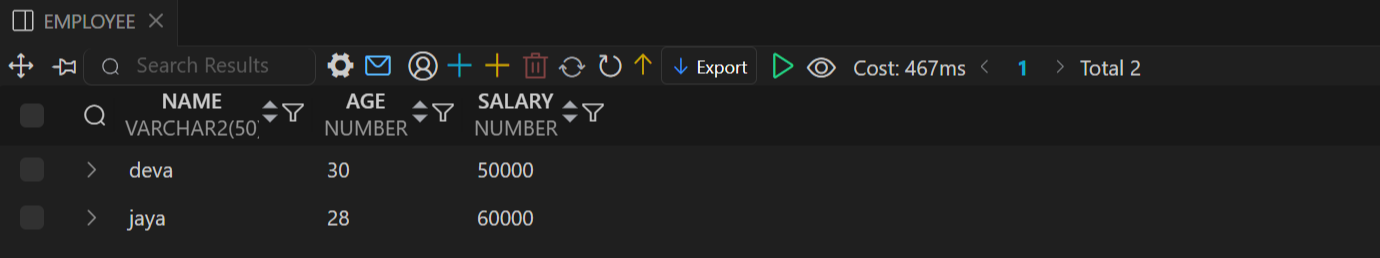 EMPLOYEE
Search Results Export Cost: 467ms 1 Total 2
NAME AGE SALARY
VARCHAR2(50) NUMBER NUMBER
deva 30 50000
jaya 28 60000